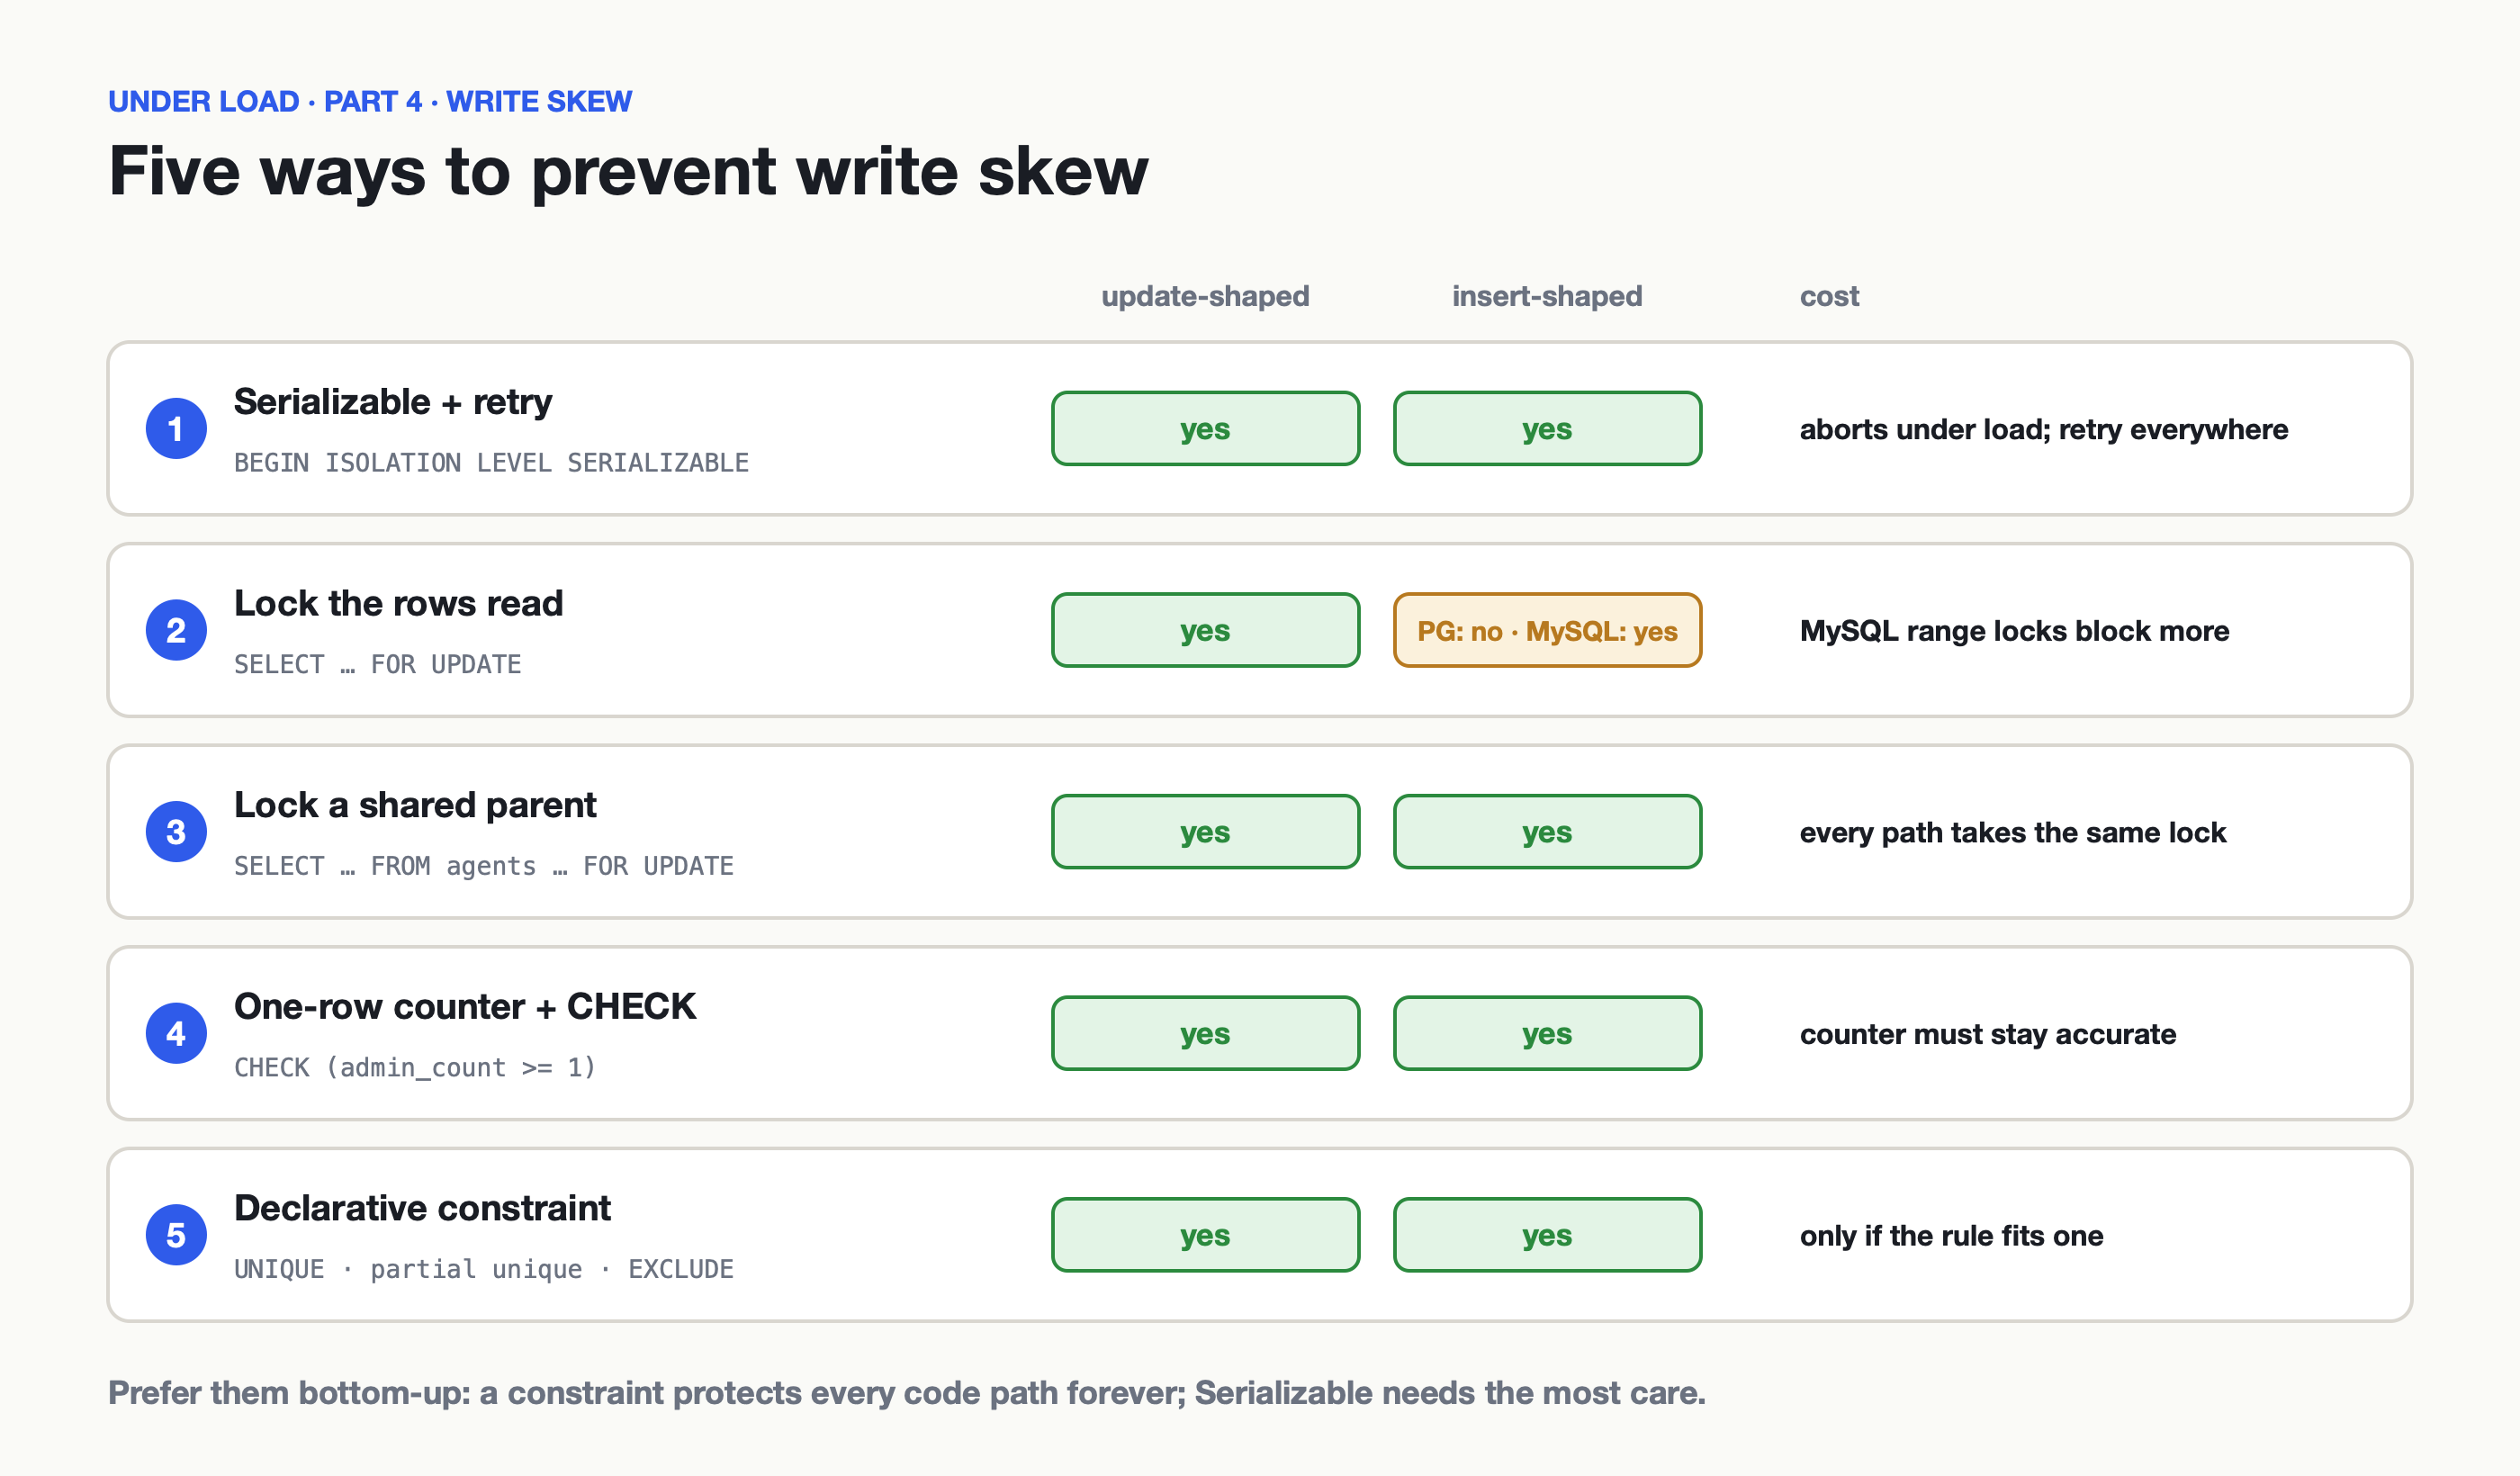 UNDER LOAD · PART 4 · WRITE SKEW
Five ways to prevent write skew
update-shaped insert-shaped cost
1 Serializable + retry
BEGIN ISOLATION LEVEL SERIALIZABLE
yes yes aborts under load; retry everywhere
2 Lock the rows read
SELECT … FOR UPDATE
yes PG: no · MySQL: yes MySQL range locks block more
3 Lock a shared parent
SELECT … FROM agents … FOR UPDATE
yes yes every path takes the same lock
4 One-row counter + CHECK
CHECK (admin_count >= 1)
yes yes counter must stay accurate
5 Declarative constraint
UNIQUE · partial unique · EXCLUDE
yes yes only if the rule fits one
Prefer them bottom-up: a constraint protects every code path forever; Serializable needs the most care.